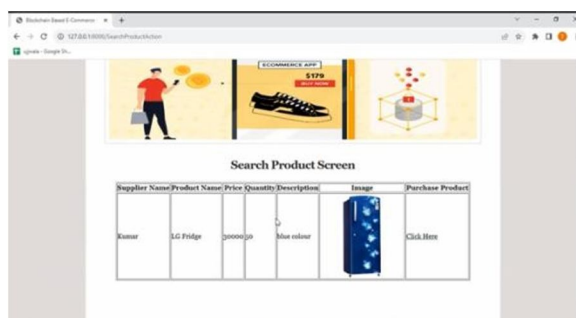 Blockchain Based E-Commerce
127.0.0.1:8000/SearchProductAction
ECOMMERCE APP
$179
BUY NOW
Search Product Screen
Supplier Name Product Name Price Quantity Description Image Purchase Product
Kumar LG Fridge 30000 50 blue colour Click Here